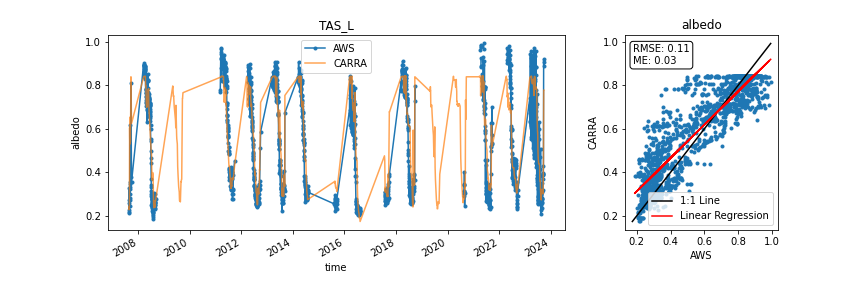 TAS_L
AWS
CARRA
albedo
1.0
0.8
0.6
0.4
0.2
2008
2010
2012
2014
2016
2018
2020
2022
2024
time
albedo
RMSE: 0.11
ME: 0.03
CARRA
1.0
0.8
0.6
0.4
0.2
1:1 Line
Linear Regression
0.2
0.4
0.6
0.8
1.0
AWS